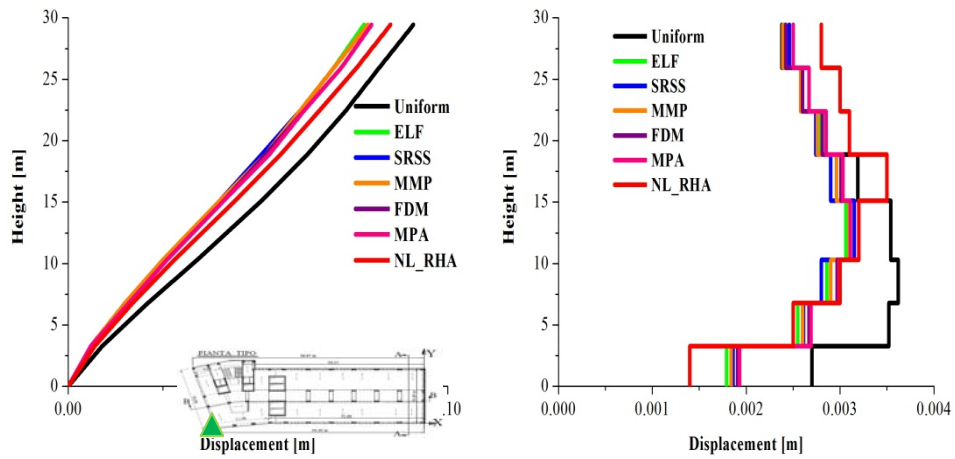 30
25
20
15
10
5
0
Height [m]
Uniform
ELF
SRSS
MMP
FDM
MPA
NL_RHA
PIANTA TIPO
Y
B
X
0.00
.10
Displacement [m]
30
25
20
15
10
5
0
Height [m]
Uniform
ELF
SRSS
MMP
FDM
MPA
NL_RHA
0.000
0.001
0.002
0.003
0.004
Displacement [m]